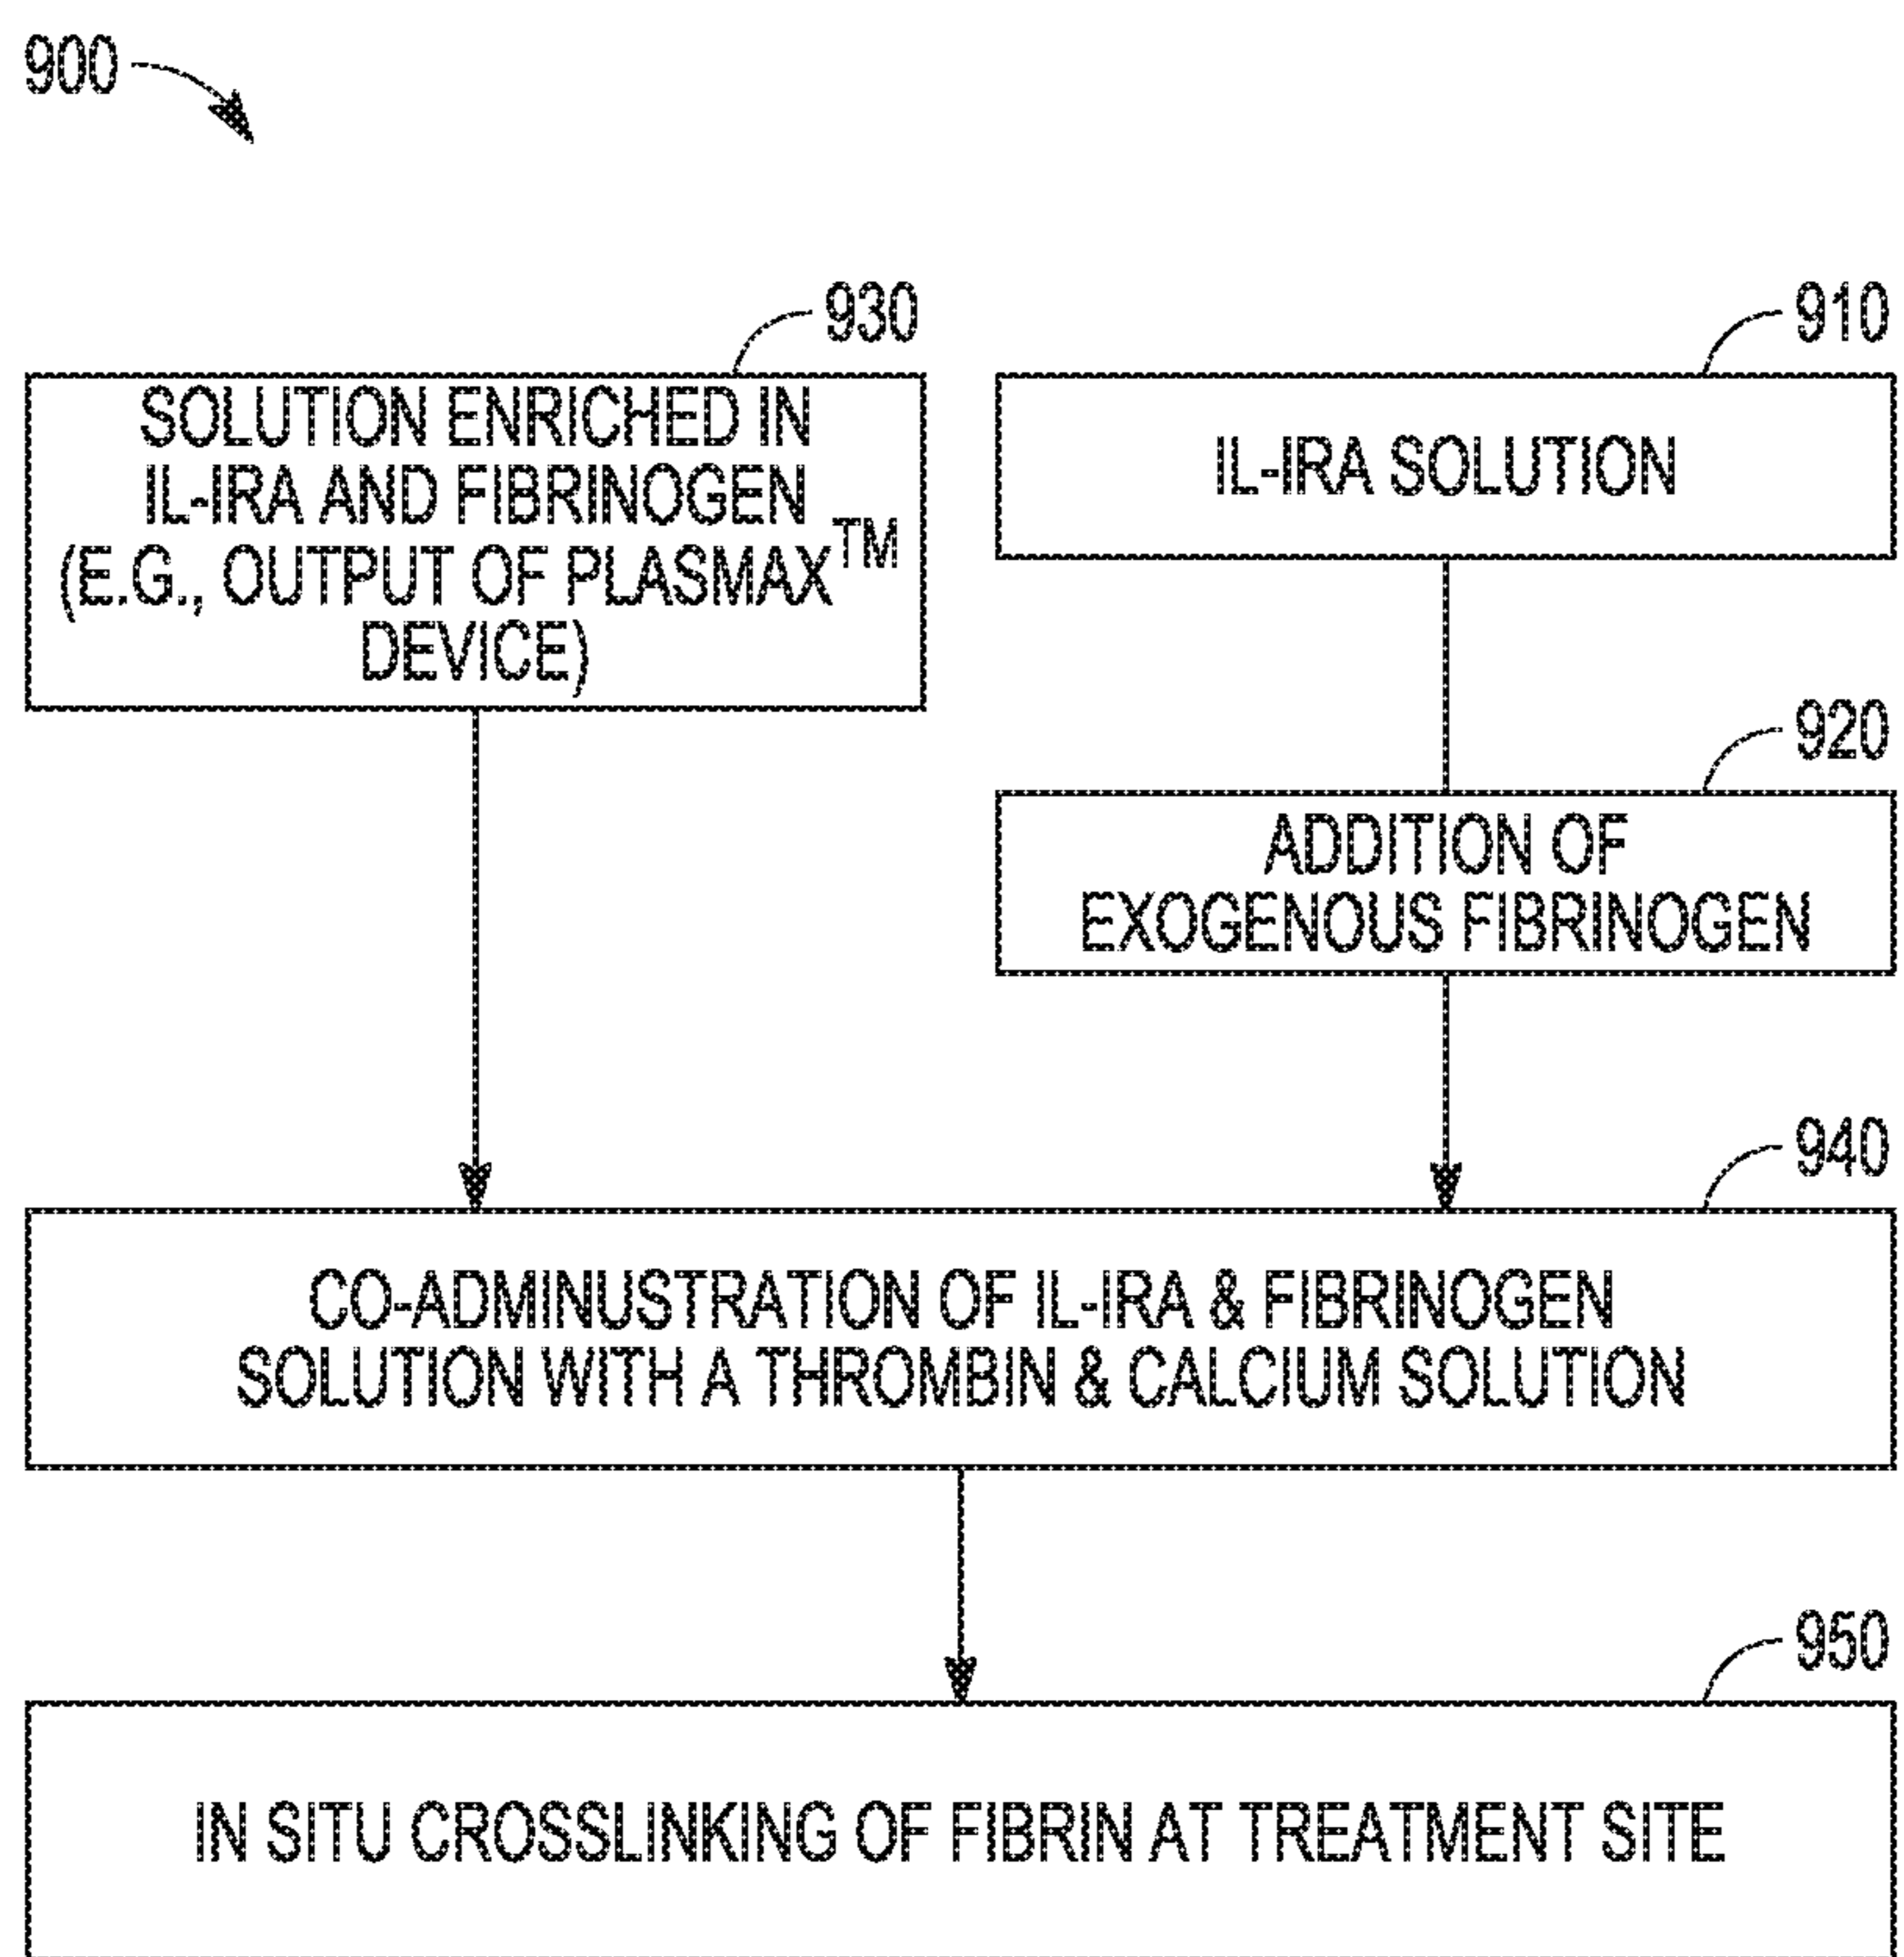 900
930
SOLUTION ENRICHED IN
IL-IRA AND FIBRINOGEN
(E.G., OUTPUT OF PLASMAX™
DEVICE)
910
IL-IRA SOLUTION
920
ADDITION OF
EXOGENOUS FIBRINOGEN
940
CO-ADMINUSTRATION OF IL-IRA & FIBRINOGEN
SOLUTION WITH A THROMBIN & CALCIUM SOLUTION
950
IN SITU CROSSLINKING OF FIBRIN AT TREATMENT SITE